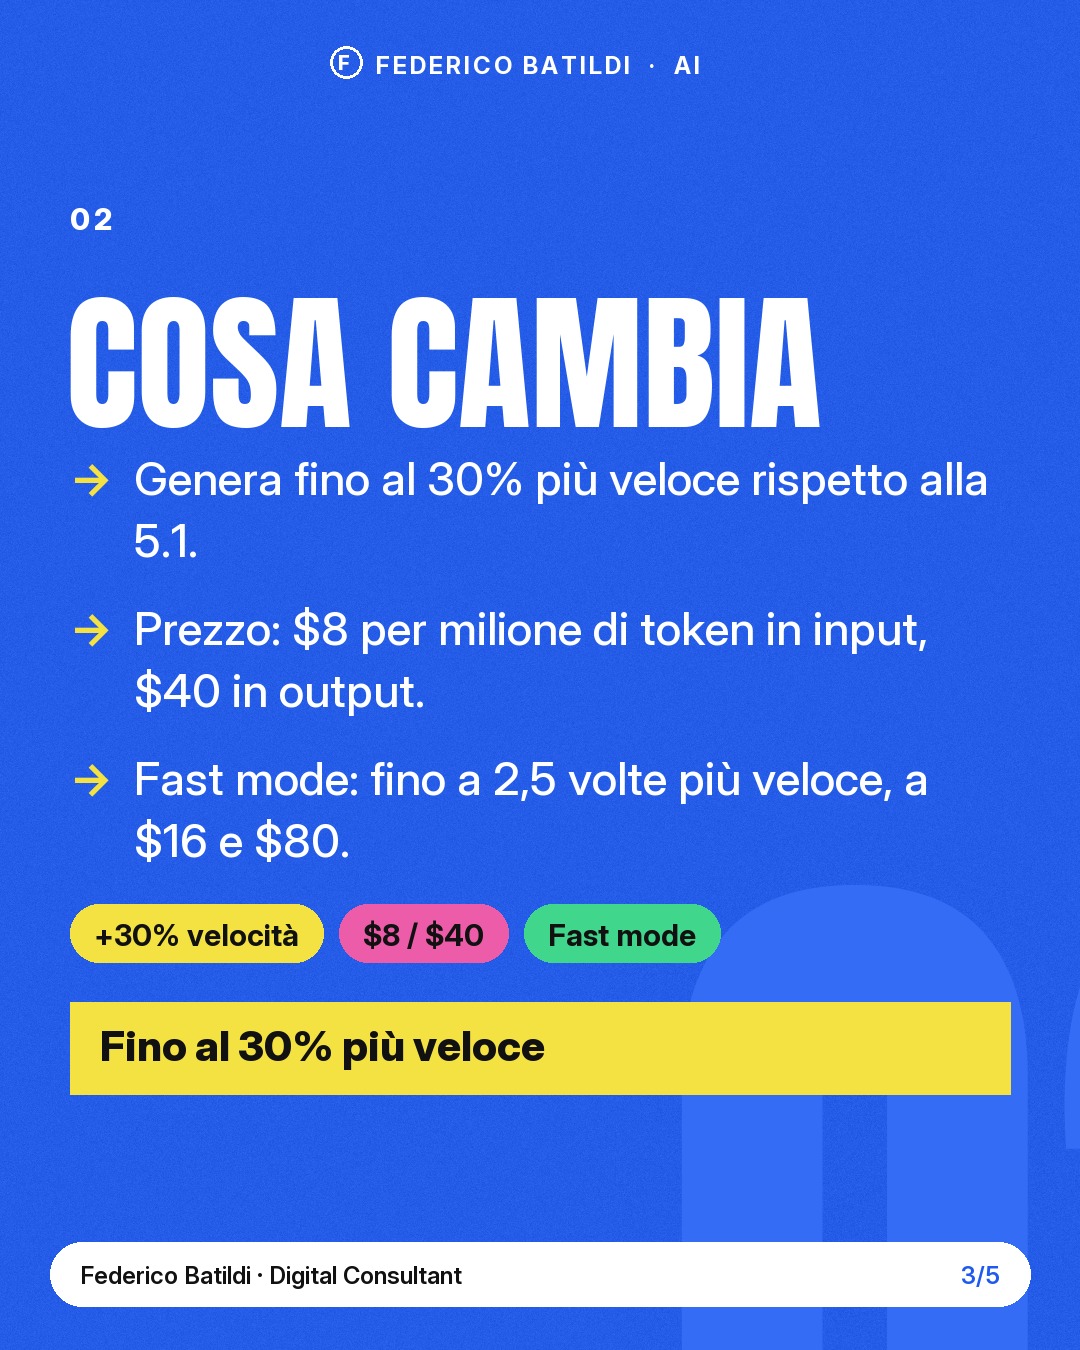 F FEDERICO BATILDI · AI
02
COSA CAMBIA
→ Genera fino al 30% più veloce rispetto alla
5.1.
→ Prezzo: $8 per milione di token in input,
$40 in output.
→ Fast mode: fino a 2,5 volte più veloce, a
$16 e $80.
+30% velocità $8 / $40 Fast mode
Fino al 30% più veloce
Federico Batildi · Digital Consultant 3/5